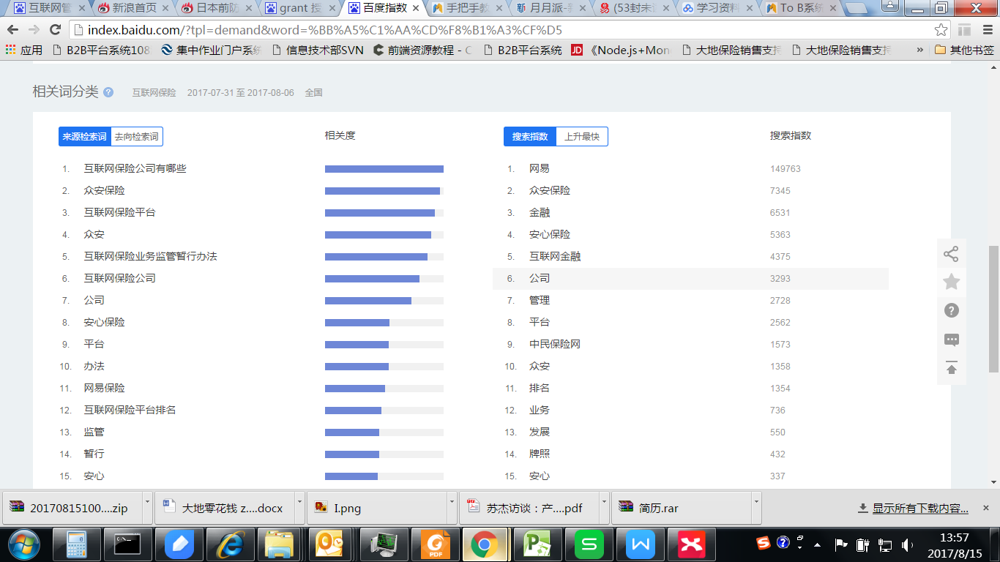 互联网管 新浪首页 日本前防 grant 授 百度指数 手把手教 月月派-亲 (53封未读 学习资料 To B系统
index.baidu.com/?tpl=demand&word=%BB%A5%C1%AA%CD%F8%B1%A3%CF%D5
应用 B2B平台系统108 集中作业门户系统 信息技术部SVN 前端资源教程 - C B2B平台系统 JD 《Node.js+Mon 大地保险销售支持 大地保险销售支持 » 其他书签
相关词分类 ? 互联网保险 2017-07-31 至 2017-08-06 全国
来源检索词 去向检索词 相关度
1. 互联网保险公司有哪些
2. 众安保险
3. 互联网保险平台
4. 众安
5. 互联网保险业务监管暂行办法
6. 互联网保险公司
7. 公司
8. 安心保险
9. 平台
10. 办法
11. 网易保险
12. 互联网保险平台排名
13. 监管
14. 暂行
15. 安心
搜索指数 上升最快 搜索指数
1. 网易 149763
2. 众安保险 7345
3. 金融 6531
4. 安心保险 5363
5. 互联网金融 4375
6. 公司 3293
7. 管理 2728
8. 平台 2562
9. 中民保险网 1573
10. 众安 1358
11. 排名 1354
12. 业务 736
13. 发展 550
14. 牌照 432
15. 安心 337
20170815100....zip 大地零花钱 z....docx I.png 苏杰访谈：产....pdf 简历.rar 显示所有下载内容...
13:57
2017/8/15